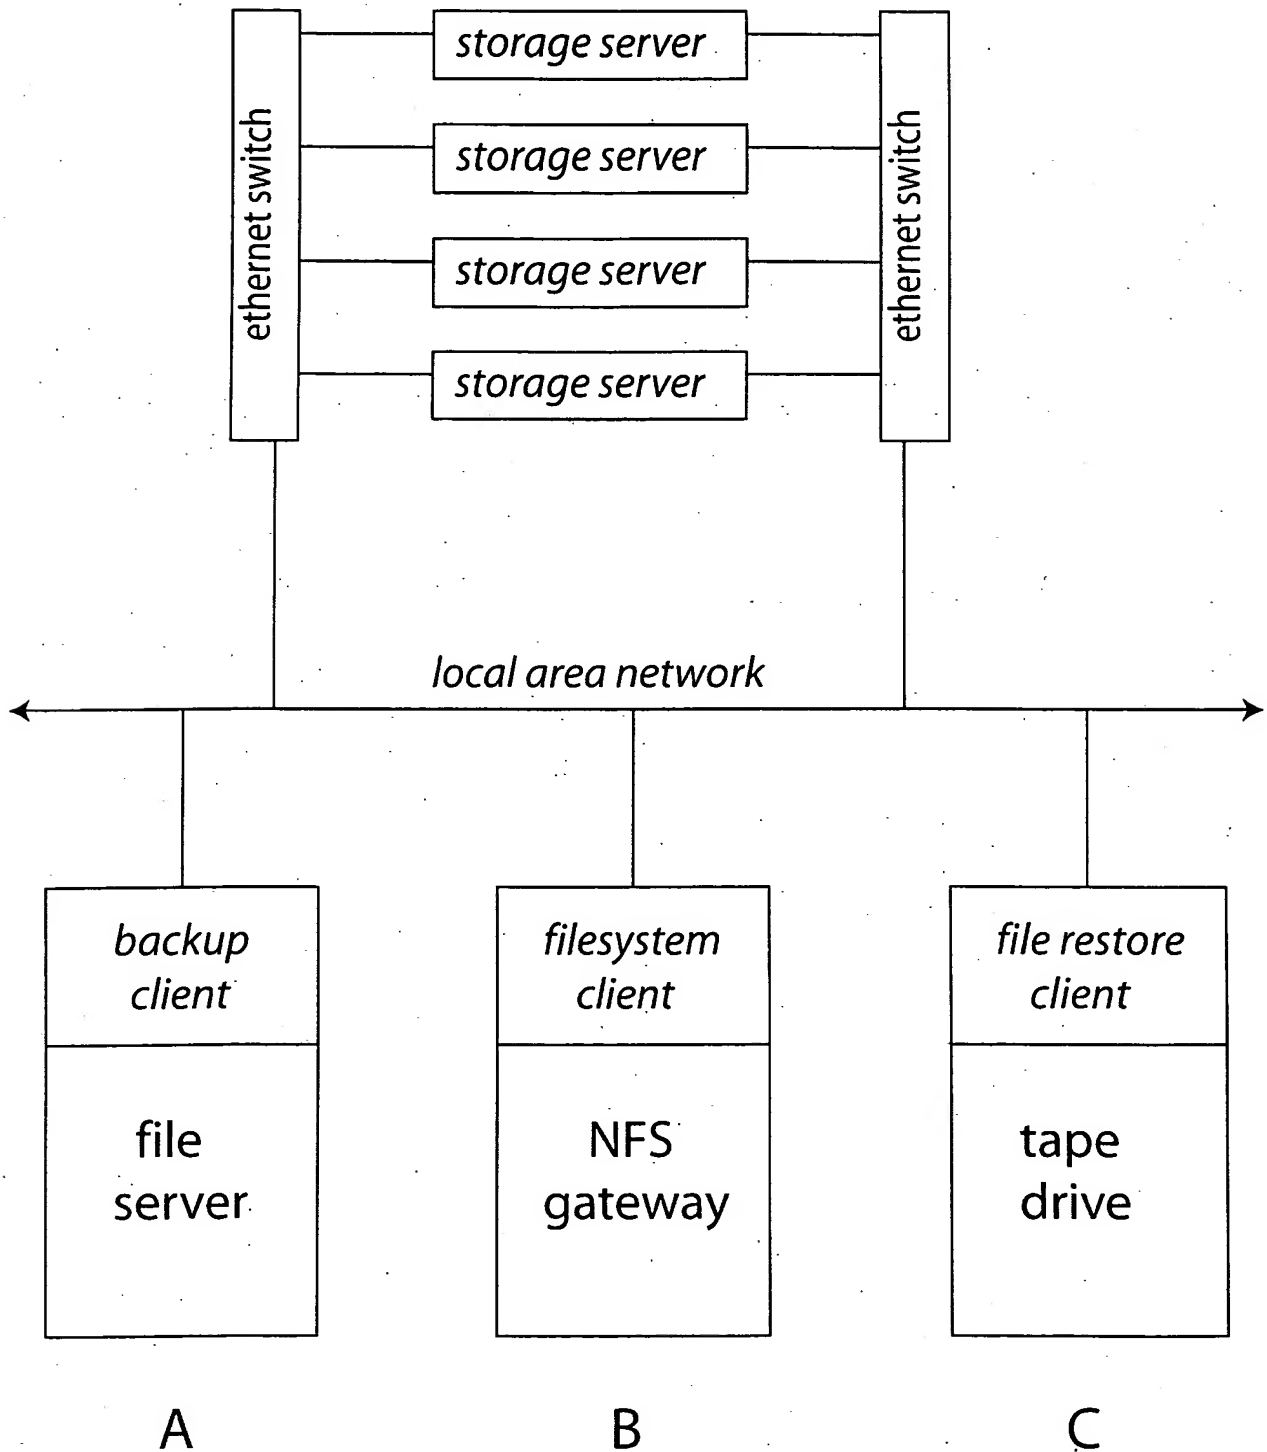 storage server
storage server
storage server
storage server
ethernet switch
ethernet switch
local area network
backup
client
file
server
filesystem
client
NFS
gateway
file restore
client
tape
drive
A
B
C